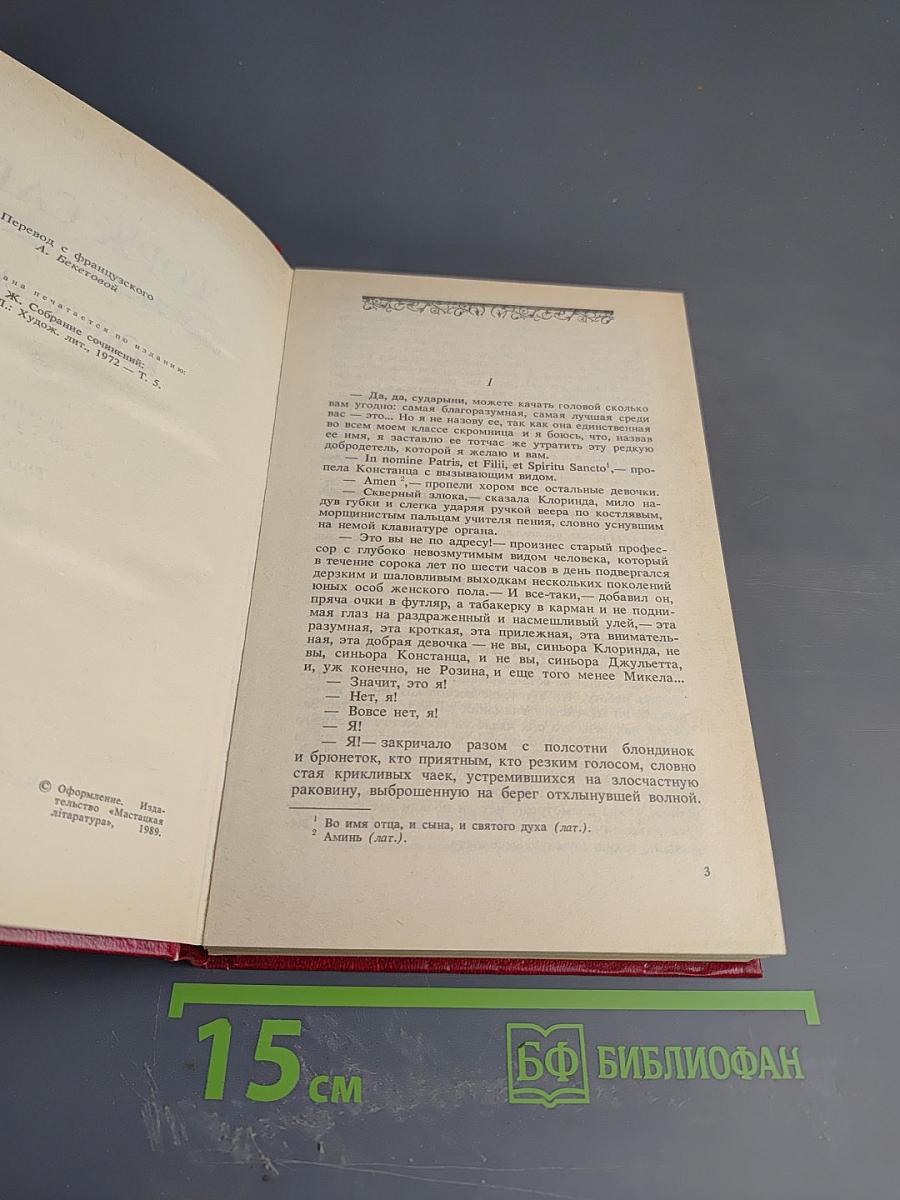 Перевод с французского
А. Бекетовой
ана печатается по изданию:
Ж. Собрание сочинений:
Л.: Худож. лит., 1972 — Т. 5.
© Оформление. Изда-
тельство «Мастацкая
літаратура», 1989.
I
— Да, да, сударыни, можете качать головой сколько
вам угодно: самая благоразумная, самая лучшая среди
вас — это... Но я не назову ее, так как она единственная
во всем моем классе скромница и я боюсь, что, назвав
ее имя, я заставлю ее тотчас же утратить эту редкую
добродетель, которой я желаю и вам.
— In nomine Patris, et Filii, et Spiritu Sancto¹,— про-
пела Констанца с вызывающим видом.
— Amen ²,— пропели хором все остальные девочки.
— Скверный злюка,— сказала Клоринда, мило на-
дув губки и слегка ударяя ручкой веера по костлявым,
морщинистым пальцам учителя пения, словно уснувшим
на немой клавиатуре органа.
— Это вы не по адресу!— произнес старый профес-
сор с глубоко невозмутимым видом человека, который
в течение сорока лет по шести часов в день подвергался
дерзким и шаловливым выходкам нескольких поколений
юных особ женского пола.— И все-таки,— добавил он,
пряча очки в футляр, а табакерку в карман и не подни-
мая глаз на раздраженный и насмешливый улей,— эта
разумная, эта кроткая, эта прилежная, эта вниматель-
ная, эта добрая девочка — не вы, синьора Клоринда, не
вы, синьора Констанца, и не вы, синьора Джульетта,
и, уж конечно, не Розина, и еще того менее Микела...
— Значит, это я!
— Нет, я!
— Вовсе нет, я!
— Я!
— Я!— закричало разом с полсотни блондинок
и брюнеток, кто приятным, кто резким голосом, словно
стая крикливых чаек, устремившихся на злосчастную
раковину, выброшенную на берег отхлынувшей волной.
¹ Во имя отца, и сына, и святого духа (лат.).
² Аминь (лат.).
3
15 см
БФ БИБЛИОФАН